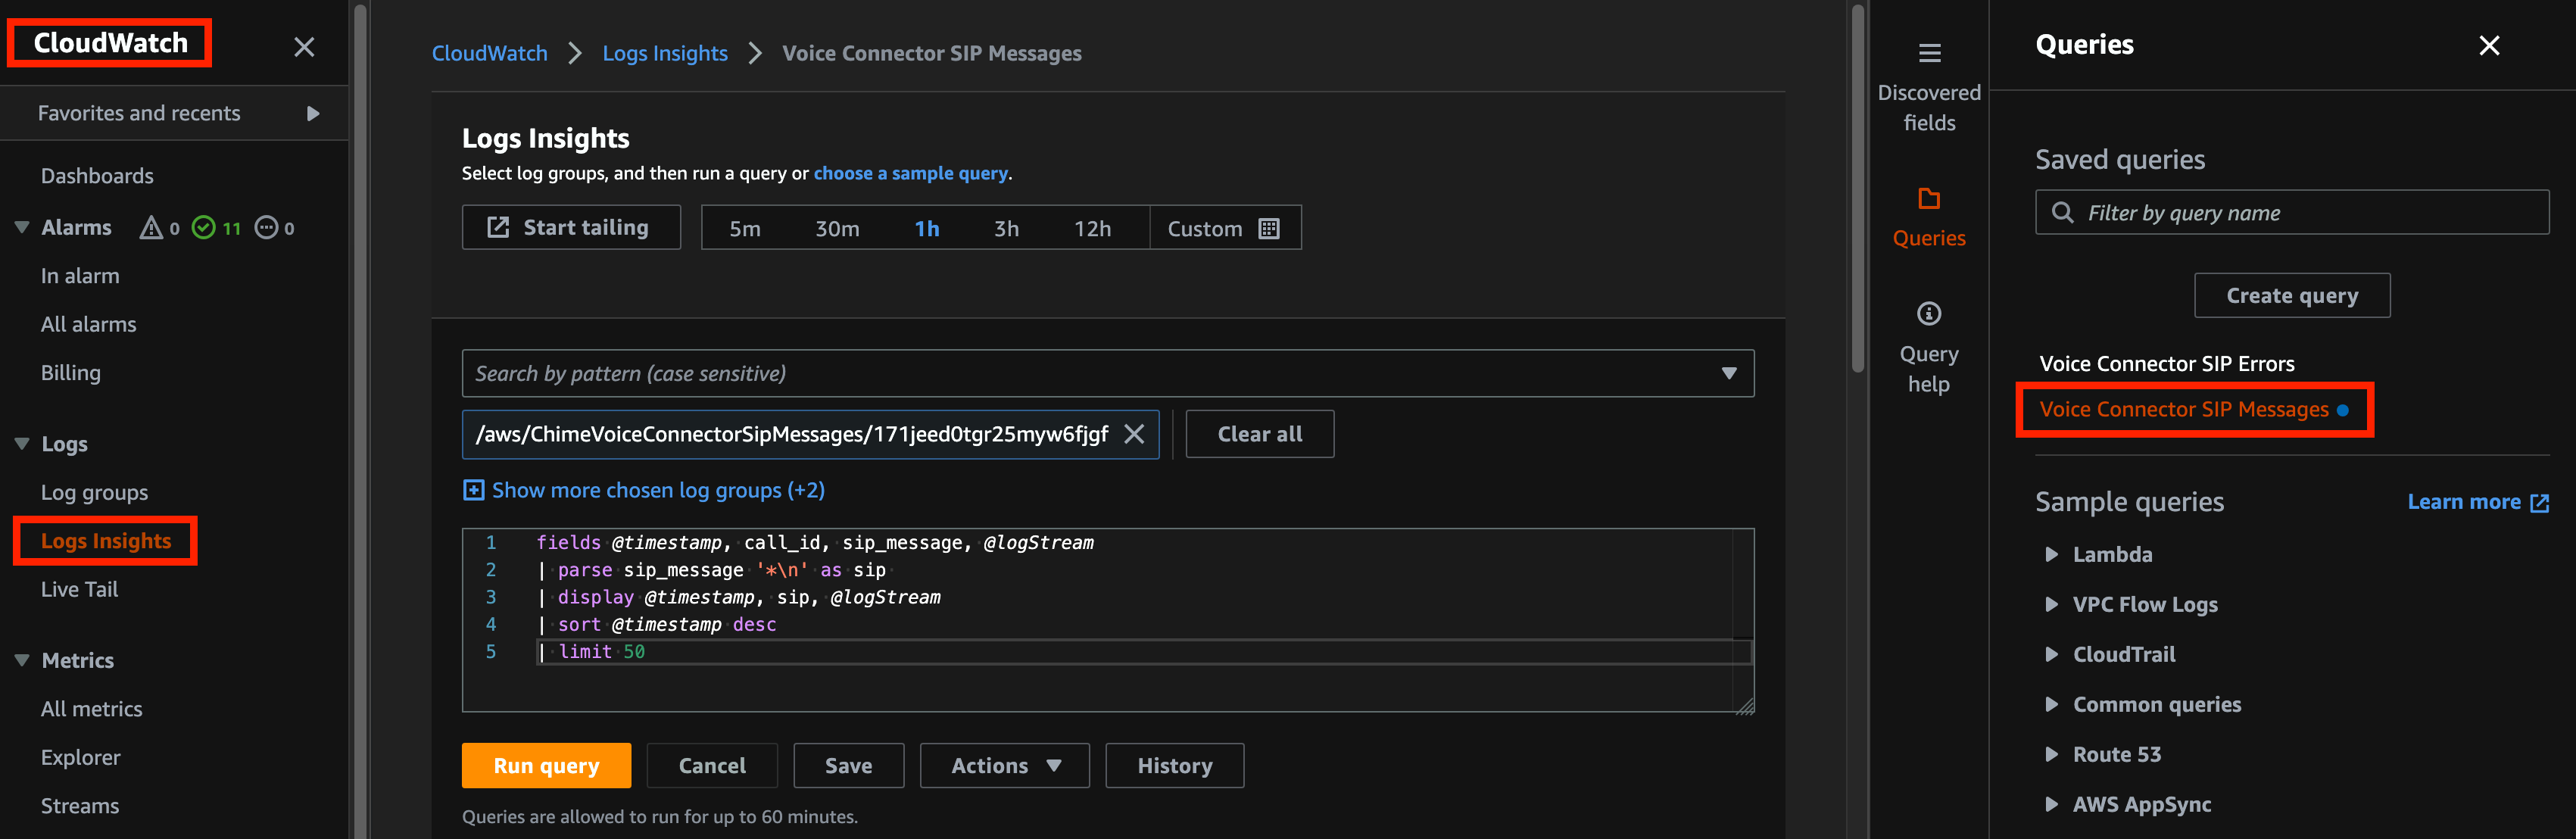 CloudWatch
Favorites and recents
Dashboards
Alarms 0 11 0
In alarm
All alarms
Billing
Logs
Log groups
Logs Insights
Live Tail
Metrics
All metrics
Explorer
Streams
CloudWatch > Logs Insights > Voice Connector SIP Messages
Logs Insights
Select log groups, and then run a query or choose a sample query.
Start tailing 5m 30m 1h 3h 12h Custom
Search by pattern (case sensitive)
/aws/ChimeVoiceConnectorSipMessages/171jeed0tgr25myw6fjgf Clear all
Show more chosen log groups (+2)
1 fields @timestamp, call_id, sip_message, @logStream
2 | parse sip_message '*\n' as sip
3 | display @timestamp, sip, @logStream
4 | sort @timestamp desc
5 | limit 50
Run query Cancel Save Actions History
Queries are allowed to run for up to 60 minutes.
Discovered
fields
Queries
Query
help
Queries
Saved queries
Filter by query name
Create query
Voice Connector SIP Errors
Voice Connector SIP Messages
Sample queries Learn more
Lambda
VPC Flow Logs
CloudTrail
Common queries
Route 53
AWS AppSync